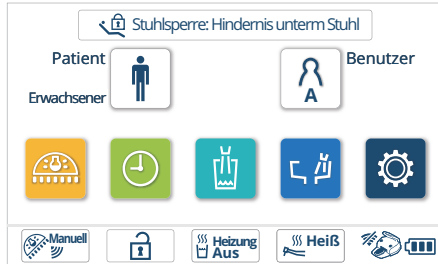 Stuhlsperre: Hindernis unterm Stuhl
Patient
Benutzer
Erwachsener
A
Manuell
Heizung
Aus
Heiß